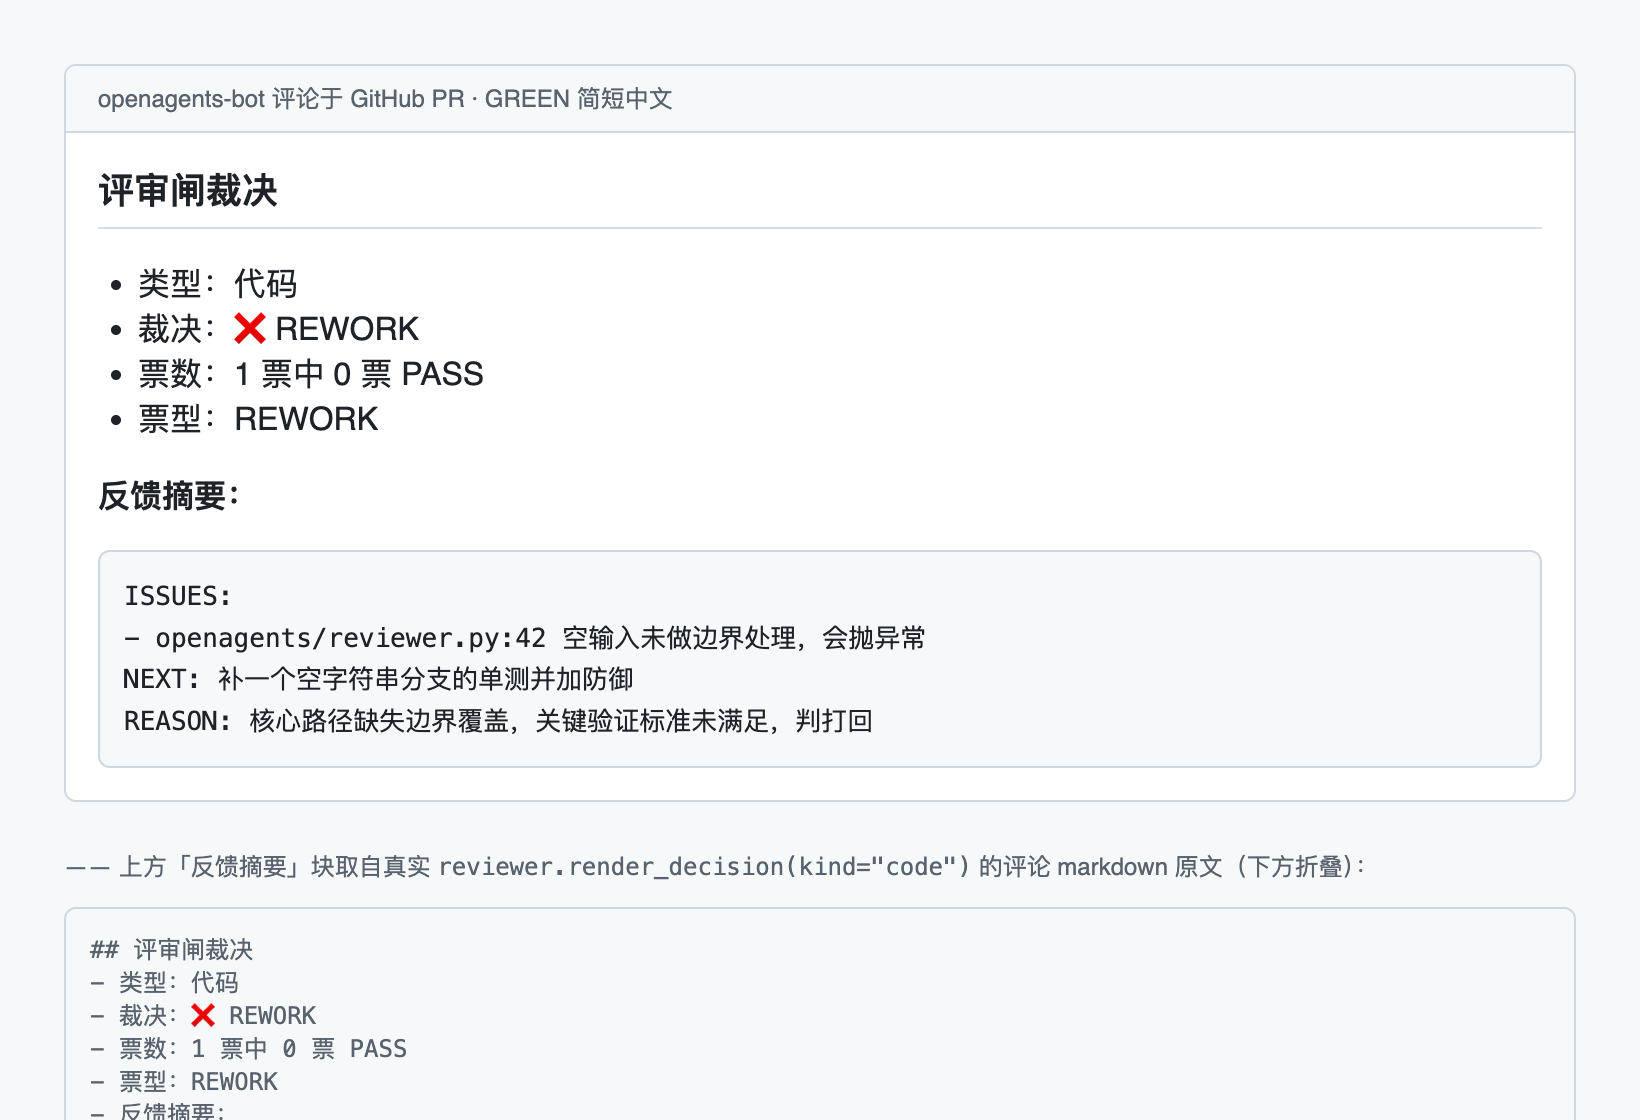 openagents-bot 评论于 GitHub PR · GREEN 简短中文
评审闸裁决
• 类型：代码
• 裁决：❌ REWORK
• 票数：1 票中 0 票 PASS
• 票型：REWORK
反馈摘要：
ISSUES:
- openagents/reviewer.py:42 空输入未做边界处理，会抛异常
NEXT: 补一个空字符串分支的单测并加防御
REASON: 核心路径缺失边界覆盖，关键验证标准未满足，判打回
—— 上方「反馈摘要」块取自真实 reviewer.render_decision(kind="code") 的评论 markdown 原文（下方折叠）：
## 评审闸裁决
- 类型：代码
- 裁决：❌ REWORK
- 票数：1 票中 0 票 PASS
- 票型：REWORK
- 反馈摘要：